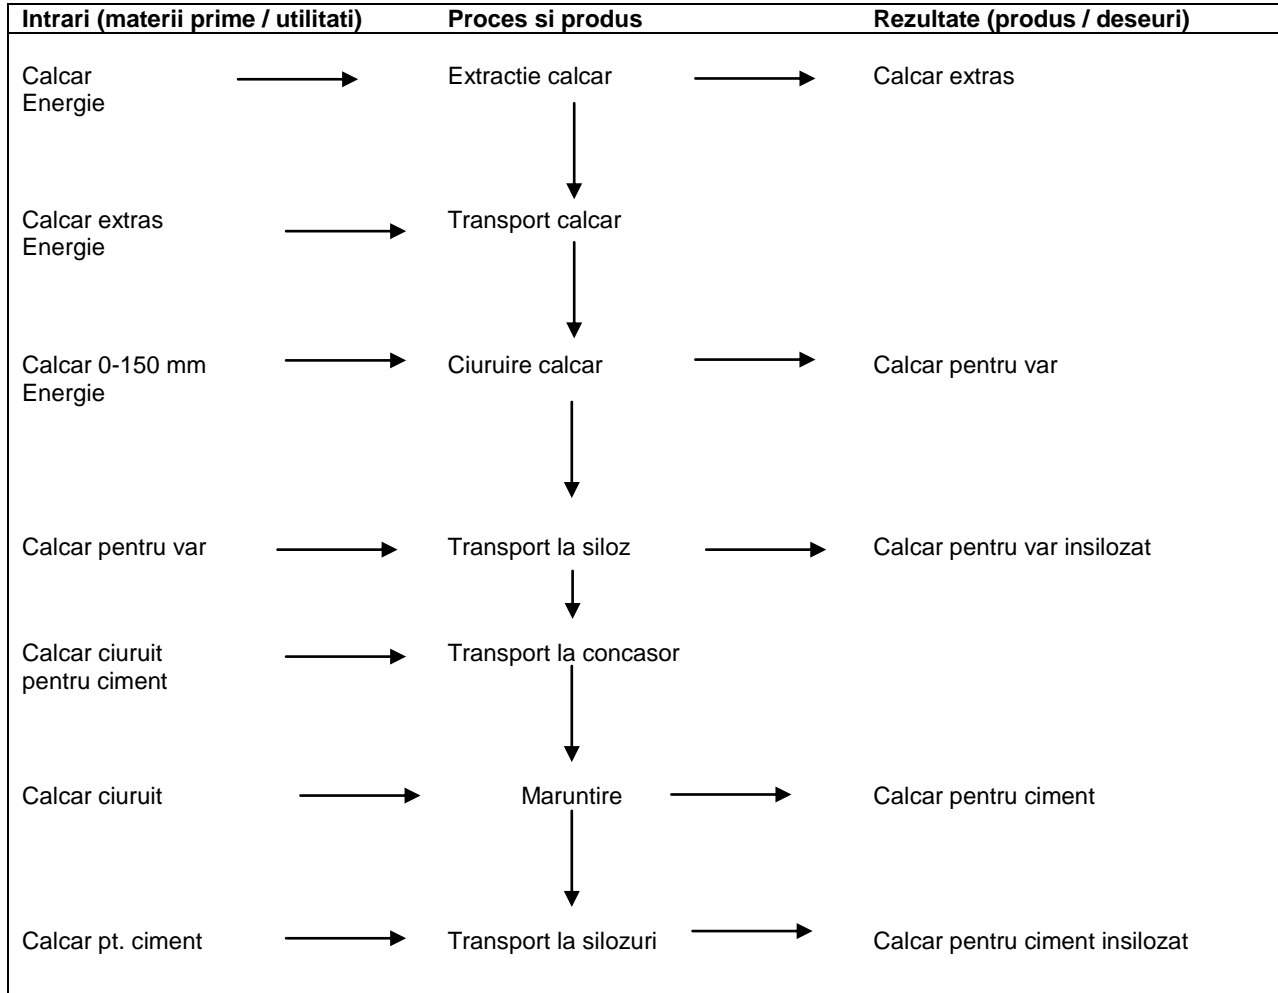 Intrari (materii prime / utilitati) Proces si produs Rezultate (produs / deseuri)
Calcar Extractie calcar Calcar extras
Energie
Calcar extras Transport calcar
Energie
Calcar 0-150 mm Ciuruire calcar Calcar pentru var
Energie
Calcar pentru var Transport la siloz Calcar pentru var insilozat
Calcar ciuruit Transport la concasor
pentru ciment
Calcar ciuruit Maruntire Calcar pentru ciment
Calcar pt. ciment Transport la silozuri Calcar pentru ciment insilozat